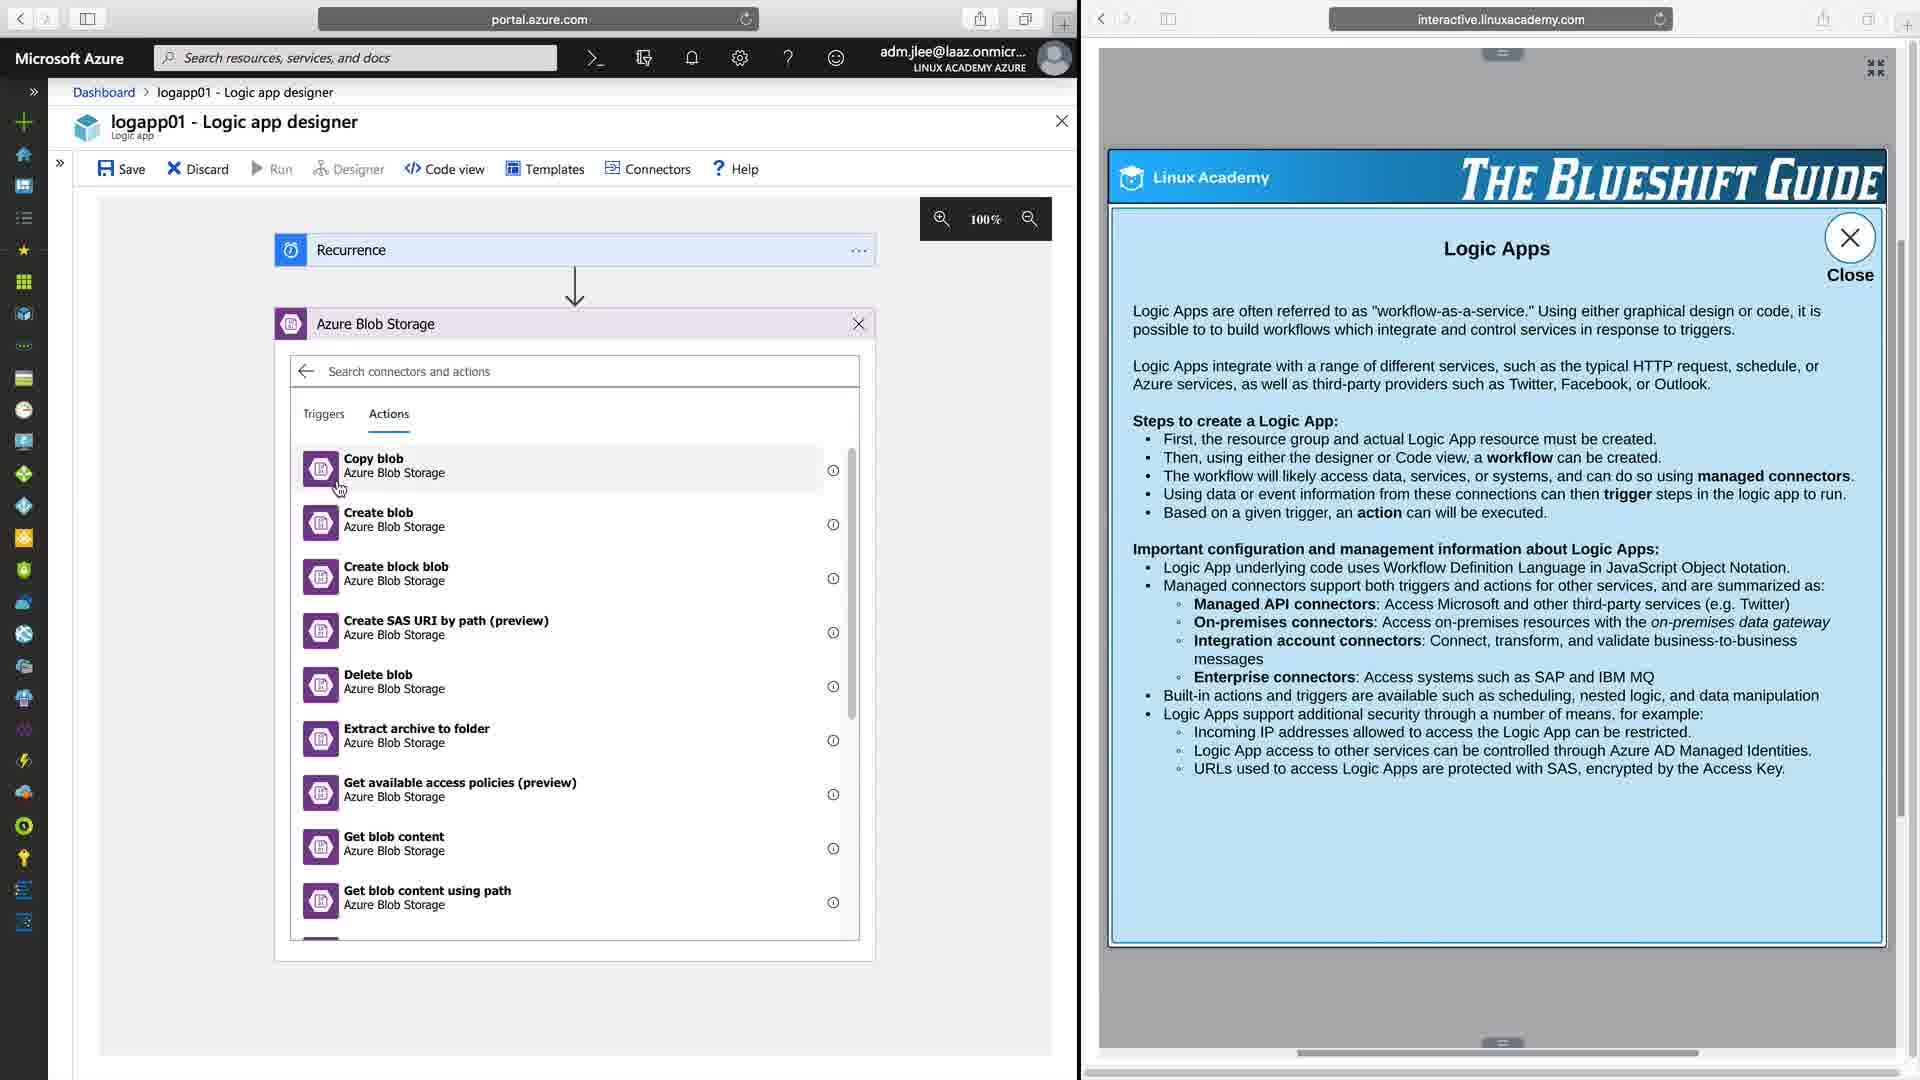 portal.azure.com
Microsoft Azure
Search resources, services, and docs
adm.jlee@laaz.onmicr...
LINUX ACADEMY AZURE
Dashboard > logapp01 - Logic app designer
logapp01 - Logic app designer
Logic app
Save
Discard
Run
Designer
Code view
Templates
Connectors
Help
100%
Recurrence
Azure Blob Storage
Search connectors and actions
Triggers
Actions
Copy blob
Azure Blob Storage
Create blob
Azure Blob Storage
Create block blob
Azure Blob Storage
Create SAS URI by path (preview)
Azure Blob Storage
Delete blob
Azure Blob Storage
Extract archive to folder
Azure Blob Storage
Get available access policies (preview)
Azure Blob Storage
Get blob content
Azure Blob Storage
Get blob content using path
Azure Blob Storage
interactive.linuxacademy.com
Linux Academy
THE BLUESHIFT GUIDE
Logic Apps
Close
Logic Apps are often referred to as "workflow-as-a-service." Using either graphical design or code, it is
possible to to build workflows which integrate and control services in response to triggers.
Logic Apps integrate with a range of different services, such as the typical HTTP request, schedule, or
Azure services, as well as third-party providers such as Twitter, Facebook, or Outlook.
Steps to create a Logic App:
• First, the resource group and actual Logic App resource must be created.
• Then, using either the designer or Code view, a workflow can be created.
• The workflow will likely access data, services, or systems, and can do so using managed connectors.
• Using data or event information from these connections can then trigger steps in the logic app to run.
• Based on a given trigger, an action can will be executed.
Important configuration and management information about Logic Apps:
• Logic App underlying code uses Workflow Definition Language in JavaScript Object Notation.
• Managed connectors support both triggers and actions for other services, and are summarized as:
◦ Managed API connectors: Access Microsoft and other third-party services (e.g. Twitter)
◦ On-premises connectors: Access on-premises resources with the on-premises data gateway
◦ Integration account connectors: Connect, transform, and validate business-to-business
messages
◦ Enterprise connectors: Access systems such as SAP and IBM MQ
• Built-in actions and triggers are available such as scheduling, nested logic, and data manipulation
• Logic Apps support additional security through a number of means, for example:
◦ Incoming IP addresses allowed to access the Logic App can be restricted.
◦ Logic App access to other services can be controlled through Azure AD Managed Identities.
◦ URLs used to access Logic Apps are protected with SAS, encrypted by the Access Key.